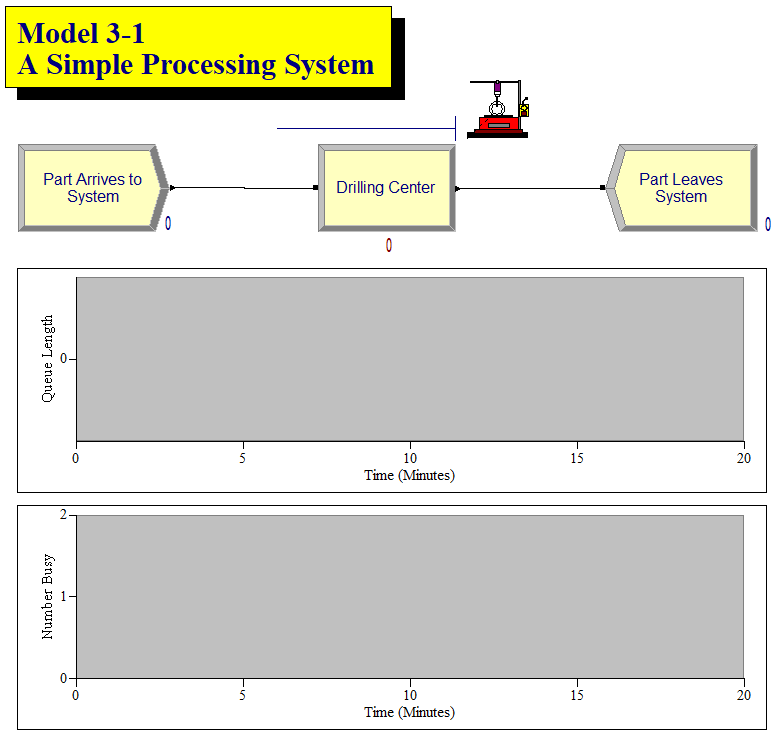 Model 3-1
A Simple Processing System
Part Arrives to
System
0
Drilling Center
0
Part Leaves
System
0
Queue Length
0
0 5 10 15 20
Time (Minutes)
Number Busy
2
1
0
0 5 10 15 20
Time (Minutes)